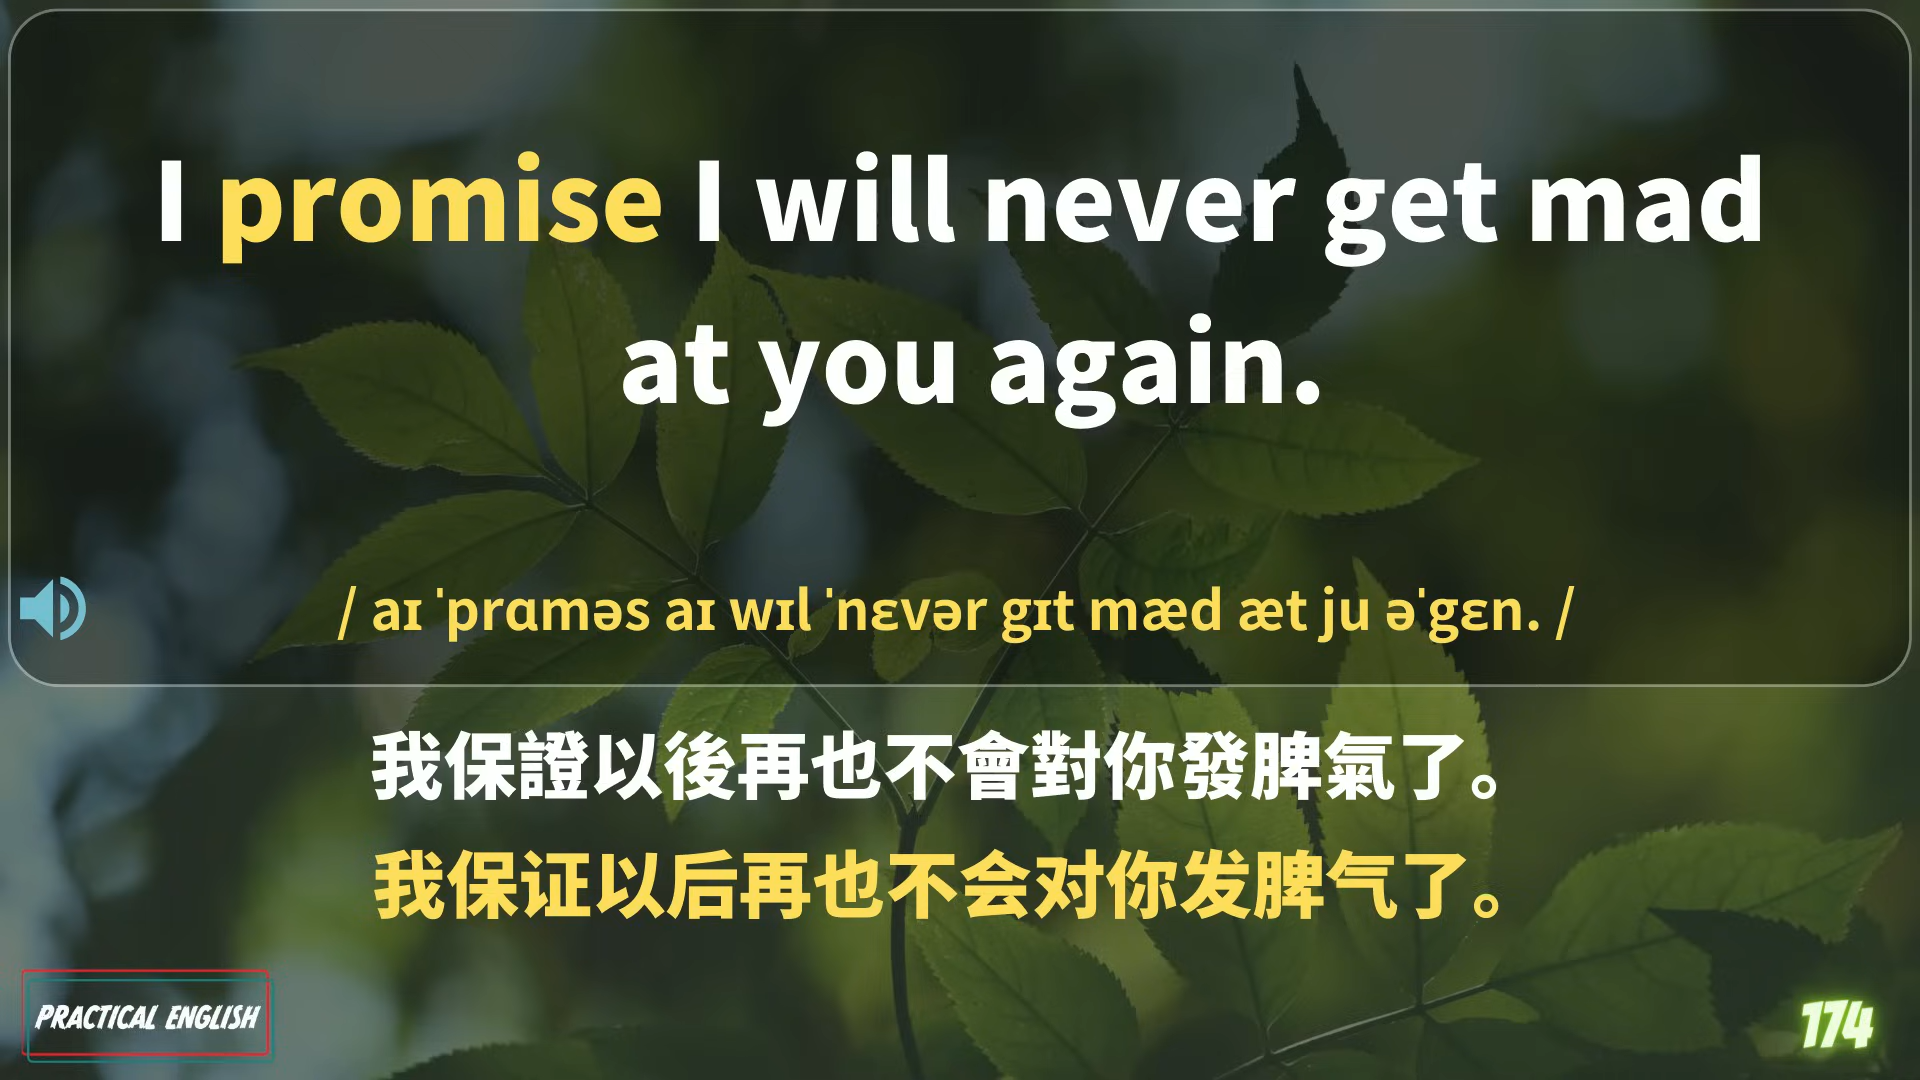 I promise I will never get mad
at you again.
/ aɪ ˈprɑməs aɪ wɪl ˈnɛvər gɪt mæd æt ju əˈgɛn. /
我保證以後再也不會對你發脾氣了。
我保证以后再也不会对你发脾气了。
PRACTICAL ENGLISH
174